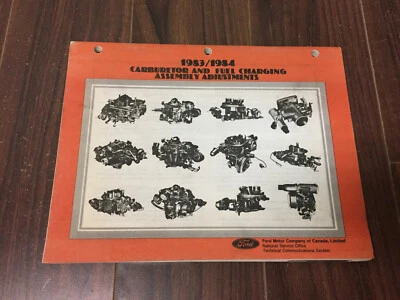 1983/1984
CARBURETOR AND FUEL CHARGING
ASSEMBLY ADJUSTMENTS
Ford
Ford Motor Company of Canada, Limited
National Service Office
Technical Communications Section